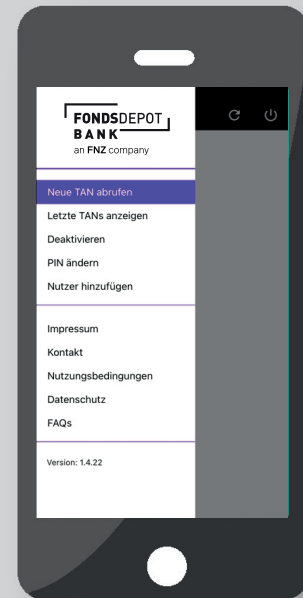 FONDSDEPOT
BANK
an FNZ company
Neue TAN abrufen
Letzte TANs anzeigen
Deaktivieren
PIN ändern
Nutzer hinzufügen
Impressum
Kontakt
Nutzungsbedingungen
Datenschutz
FAQs
Version: 1.4.22